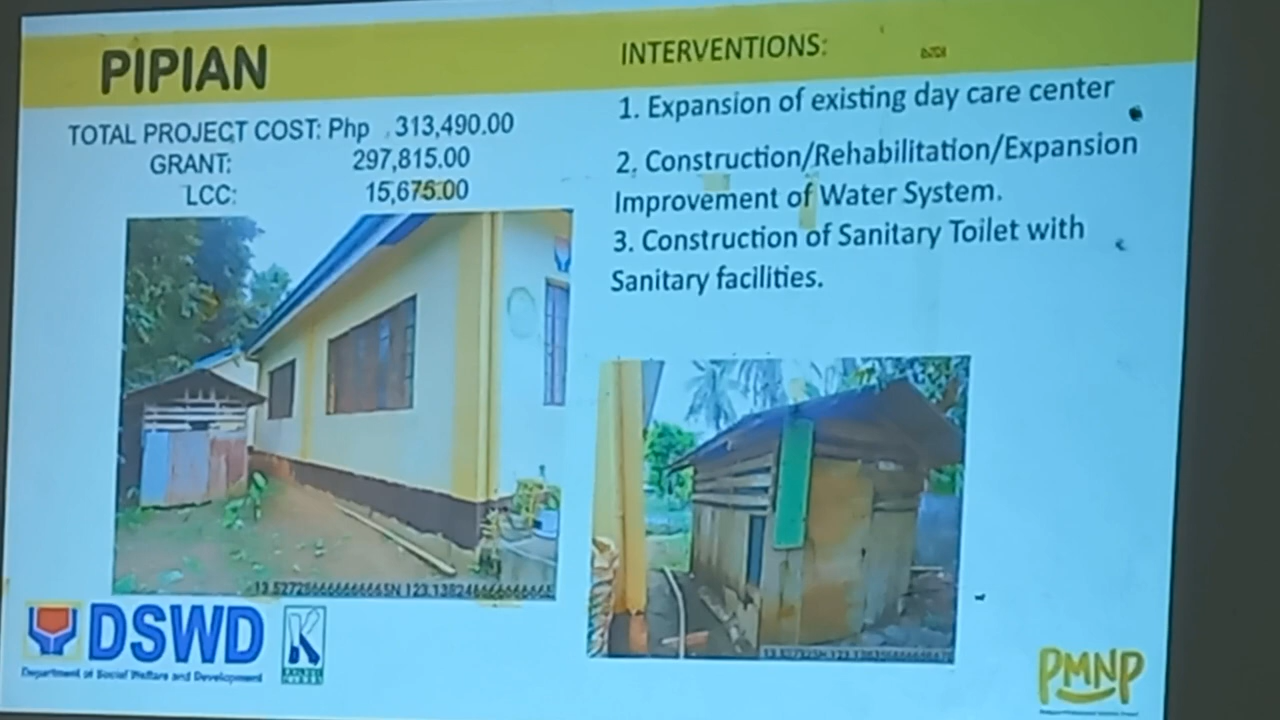 PIPIAN
TOTAL PROJECT COST: Php 313,490.00
GRANT: 297,815.00
LCC: 15,675.00
INTERVENTIONS:
1. Expansion of existing day care center
2. Construction/Rehabilitation/Expansion
Improvement of Water System.
3. Construction of Sanitary Toilet with
Sanitary facilities.
DSWD
Department of Social Welfare and Development
PMNP